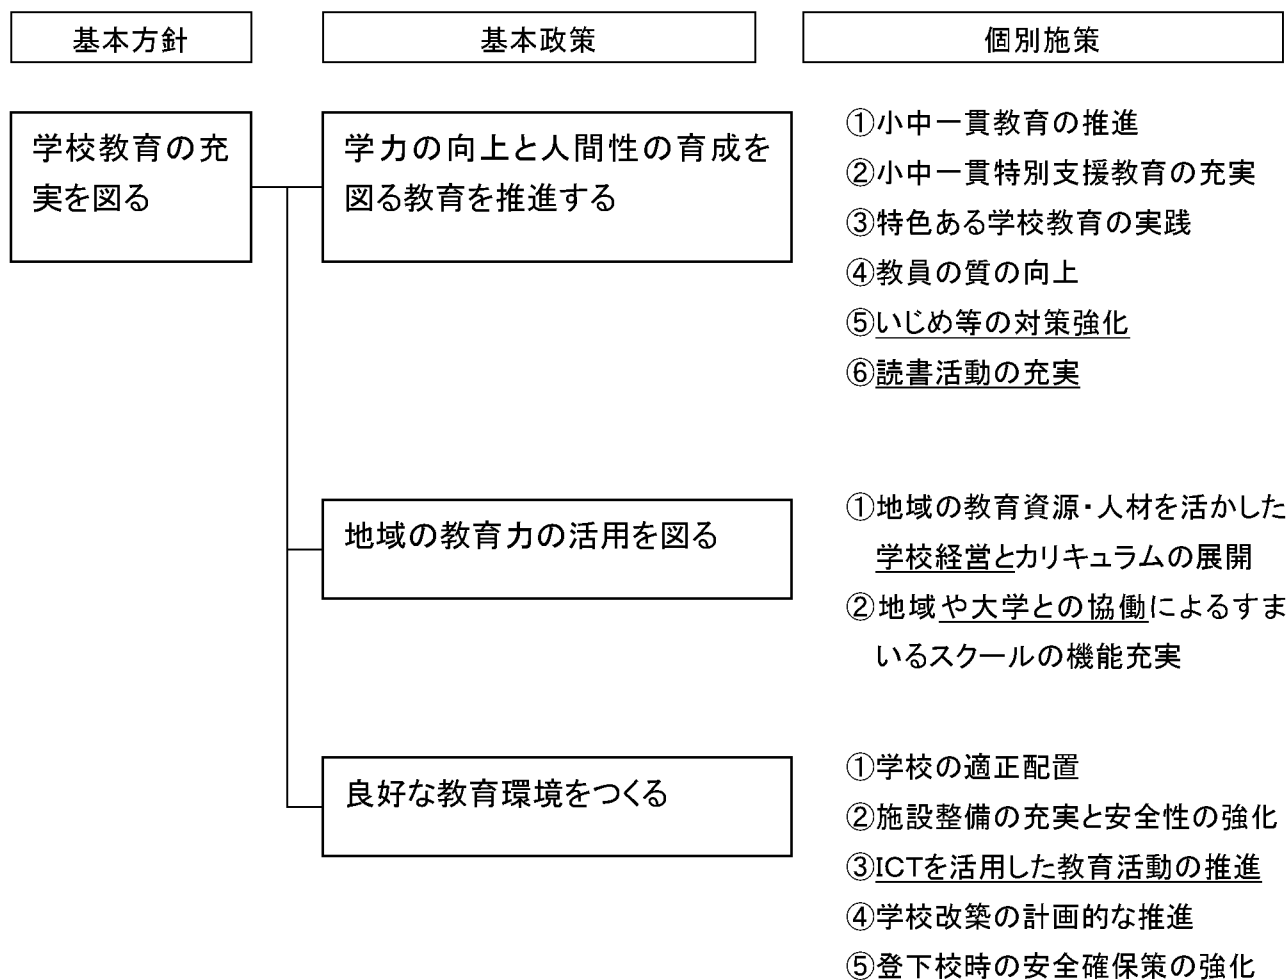 基本方針
基本政策
個別施策
学校教育の充
実を図る
学力の向上と人間性の育成を
図る教育を推進する
①小中一貫教育の推進
②小中一貫特別支援教育の充実
③特色ある学校教育の実践
④教員の質の向上
⑤いじめ等の対策強化
⑥読書活動の充実
地域の教育力の活用を図る
①地域の教育資源・人材を活かした
学校経営とカリキュラムの展開
②地域や大学との協働によるすま
いるスクールの機能充実
良好な教育環境をつくる
①学校の適正配置
②施設整備の充実と安全性の強化
③ICTを活用した教育活動の推進
④学校改築の計画的な推進
⑤登下校時の安全確保策の強化